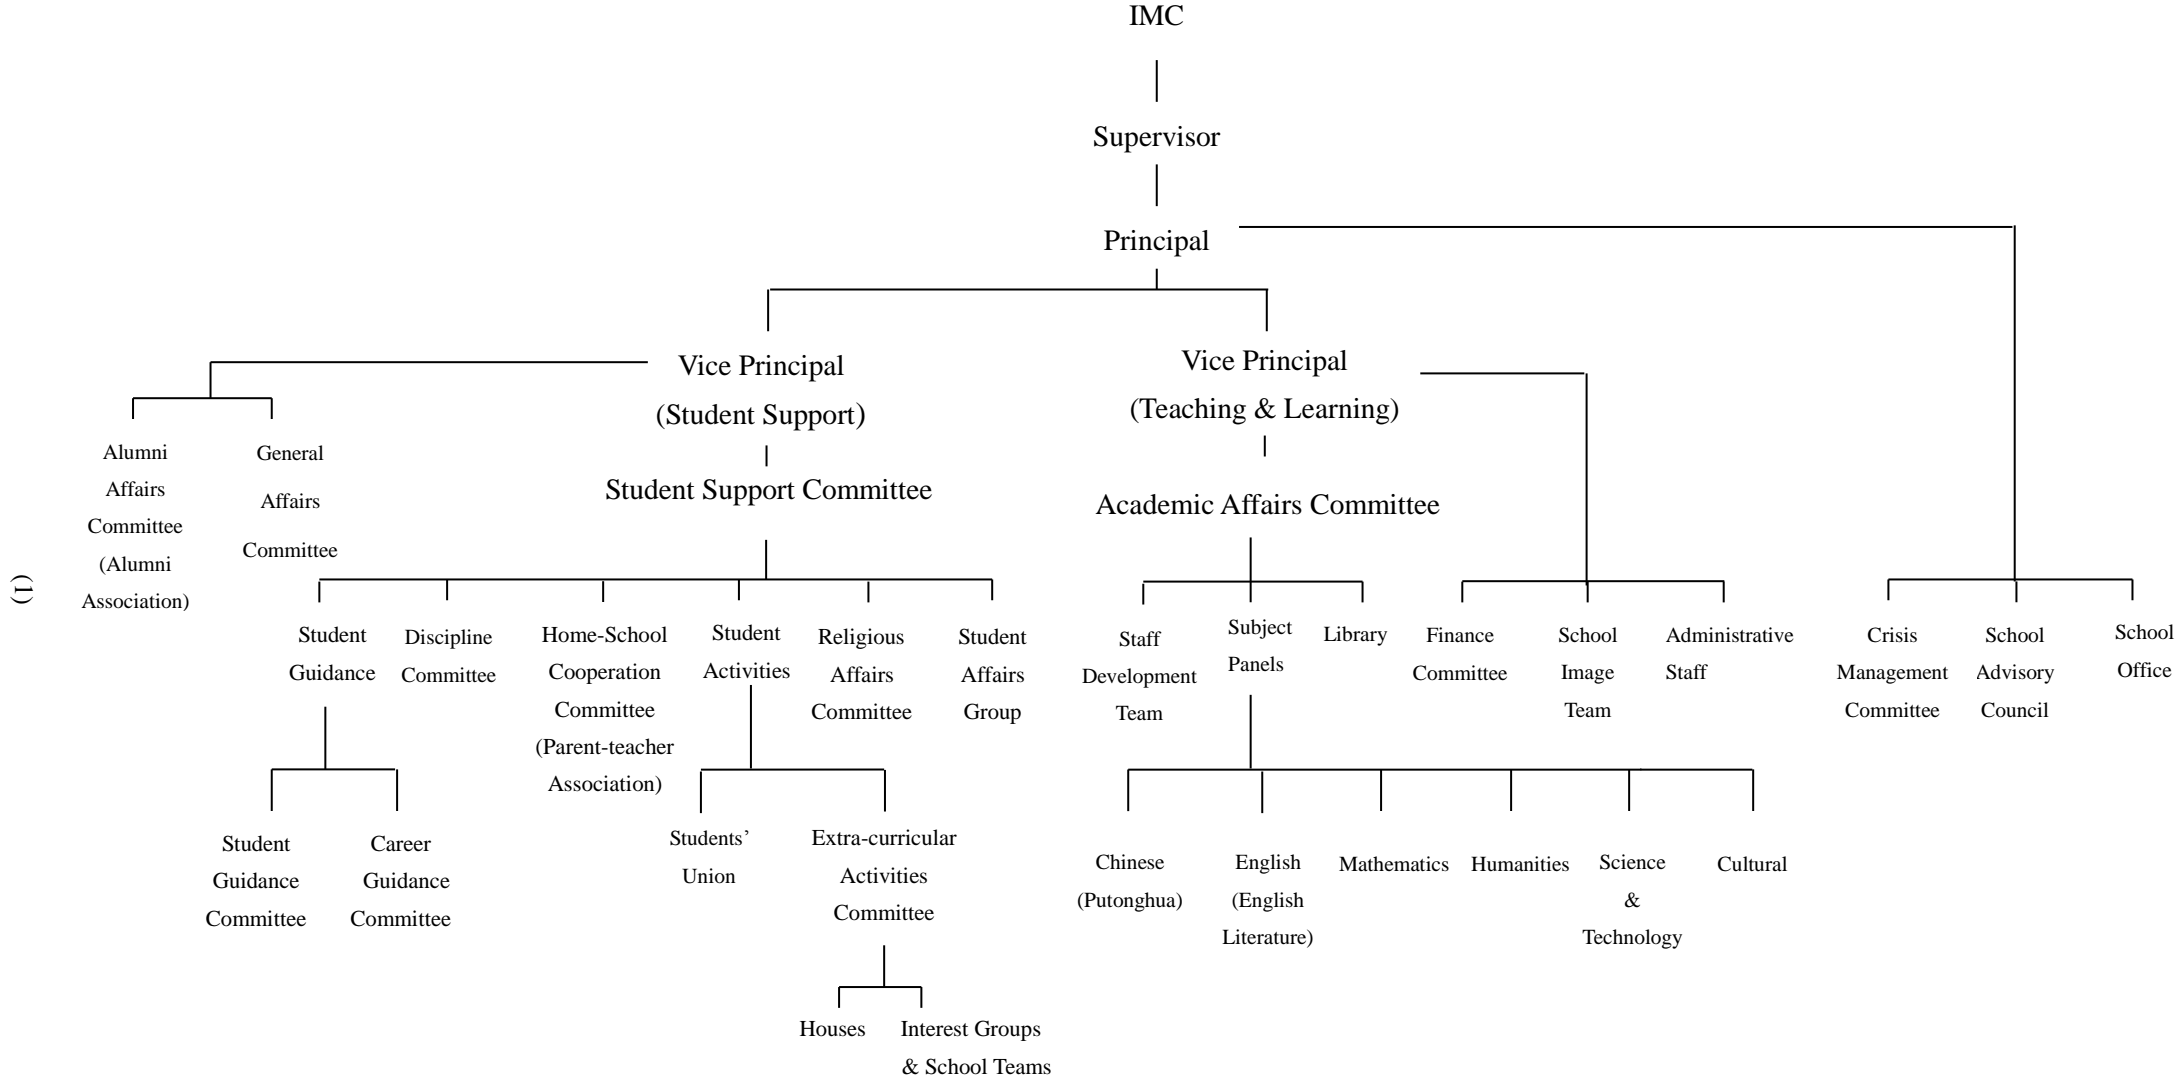 IMC
Supervisor
Principal
Vice Principal
(Student Support)
Vice Principal
(Teaching & Learning)
Student Support Committee
Academic Affairs Committee
Alumni
Affairs
Committee
(Alumni
Association)
General
Affairs
Committee
(1)
Student
Guidance
Discipline
Committee
Home-School
Cooperation
Committee
(Parent-teacher
Association)
Student
Activities
Religious
Affairs
Committee
Student
Affairs
Group
Staff
Development
Team
Subject
Panels
Library
Finance
Committee
School
Image
Team
Administrative
Staff
Crisis
Management
Committee
School
Advisory
Council
School
Office
Student
Guidance
Committee
Career
Guidance
Committee
Students’
Union
Extra-curricular
Activities
Committee
Chinese
(Putonghua)
English
(English
Literature)
Mathematics
Humanities
Science
&
Technology
Cultural
Houses
Interest Groups
& School Teams